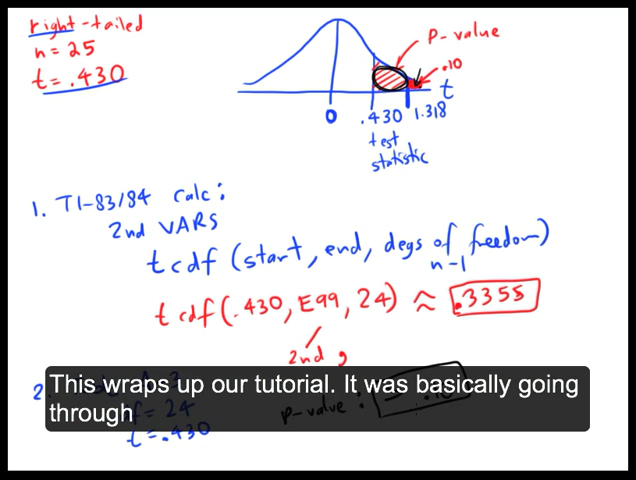 right-tailed
n = 25
t = .430
P-value
.10
t
0
.430
1.318
test
statistic
1. TI-83/84 calc:
2nd VARS
tcdf (start, end, degs of freedom)
n-1
tcdf(.430, E99, 24) ≈ .3355
2nd ,
2.
This wraps up our tutorial. It was basically going
through
= 24
p-value:
t = .430